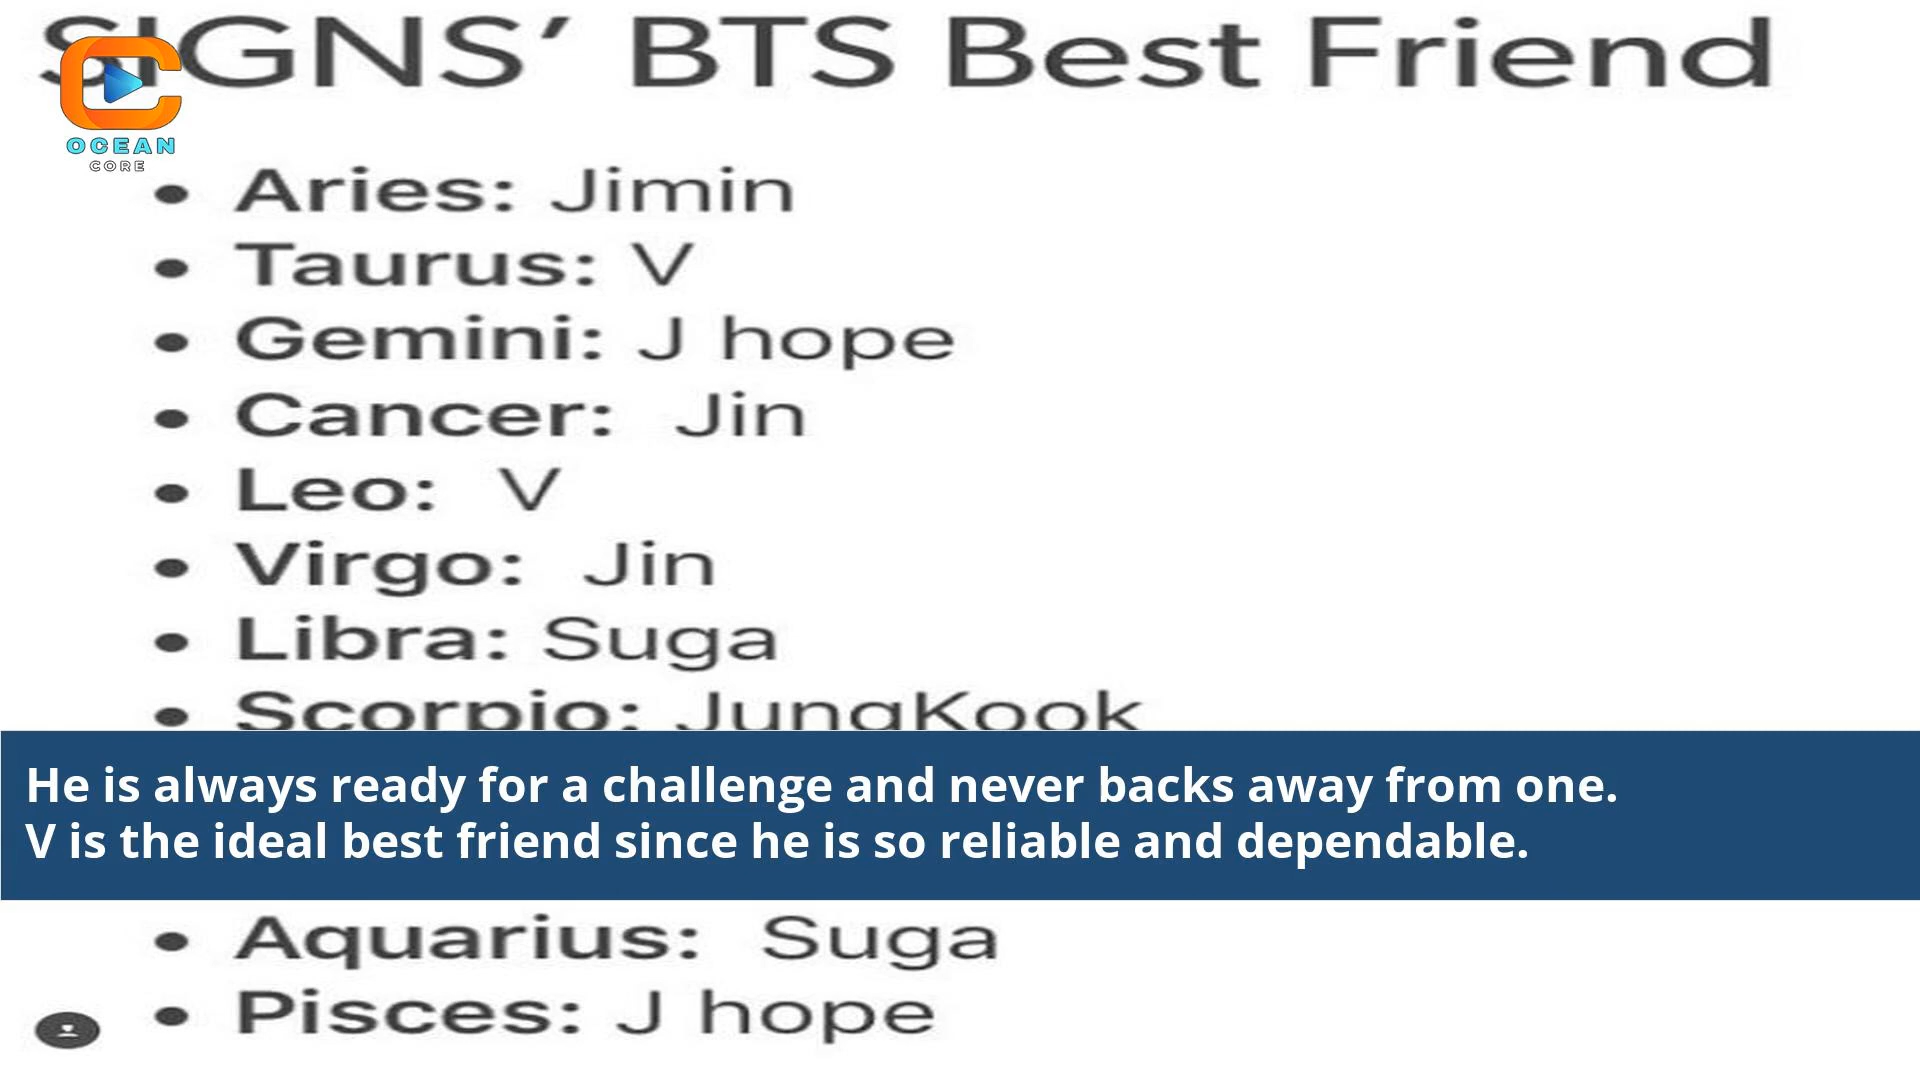 SIGNS’ BTS Best Friend
OCEAN
CORE
• Aries: Jimin
• Taurus: V
• Gemini: J hope
• Cancer: Jin
• Leo: V
• Virgo: Jin
• Libra: Suga
• Scorpio: JungKook
He is always ready for a challenge and never backs away from one.
V is the ideal best friend since he is so reliable and dependable.
• Aquarius: Suga
• Pisces: J hope